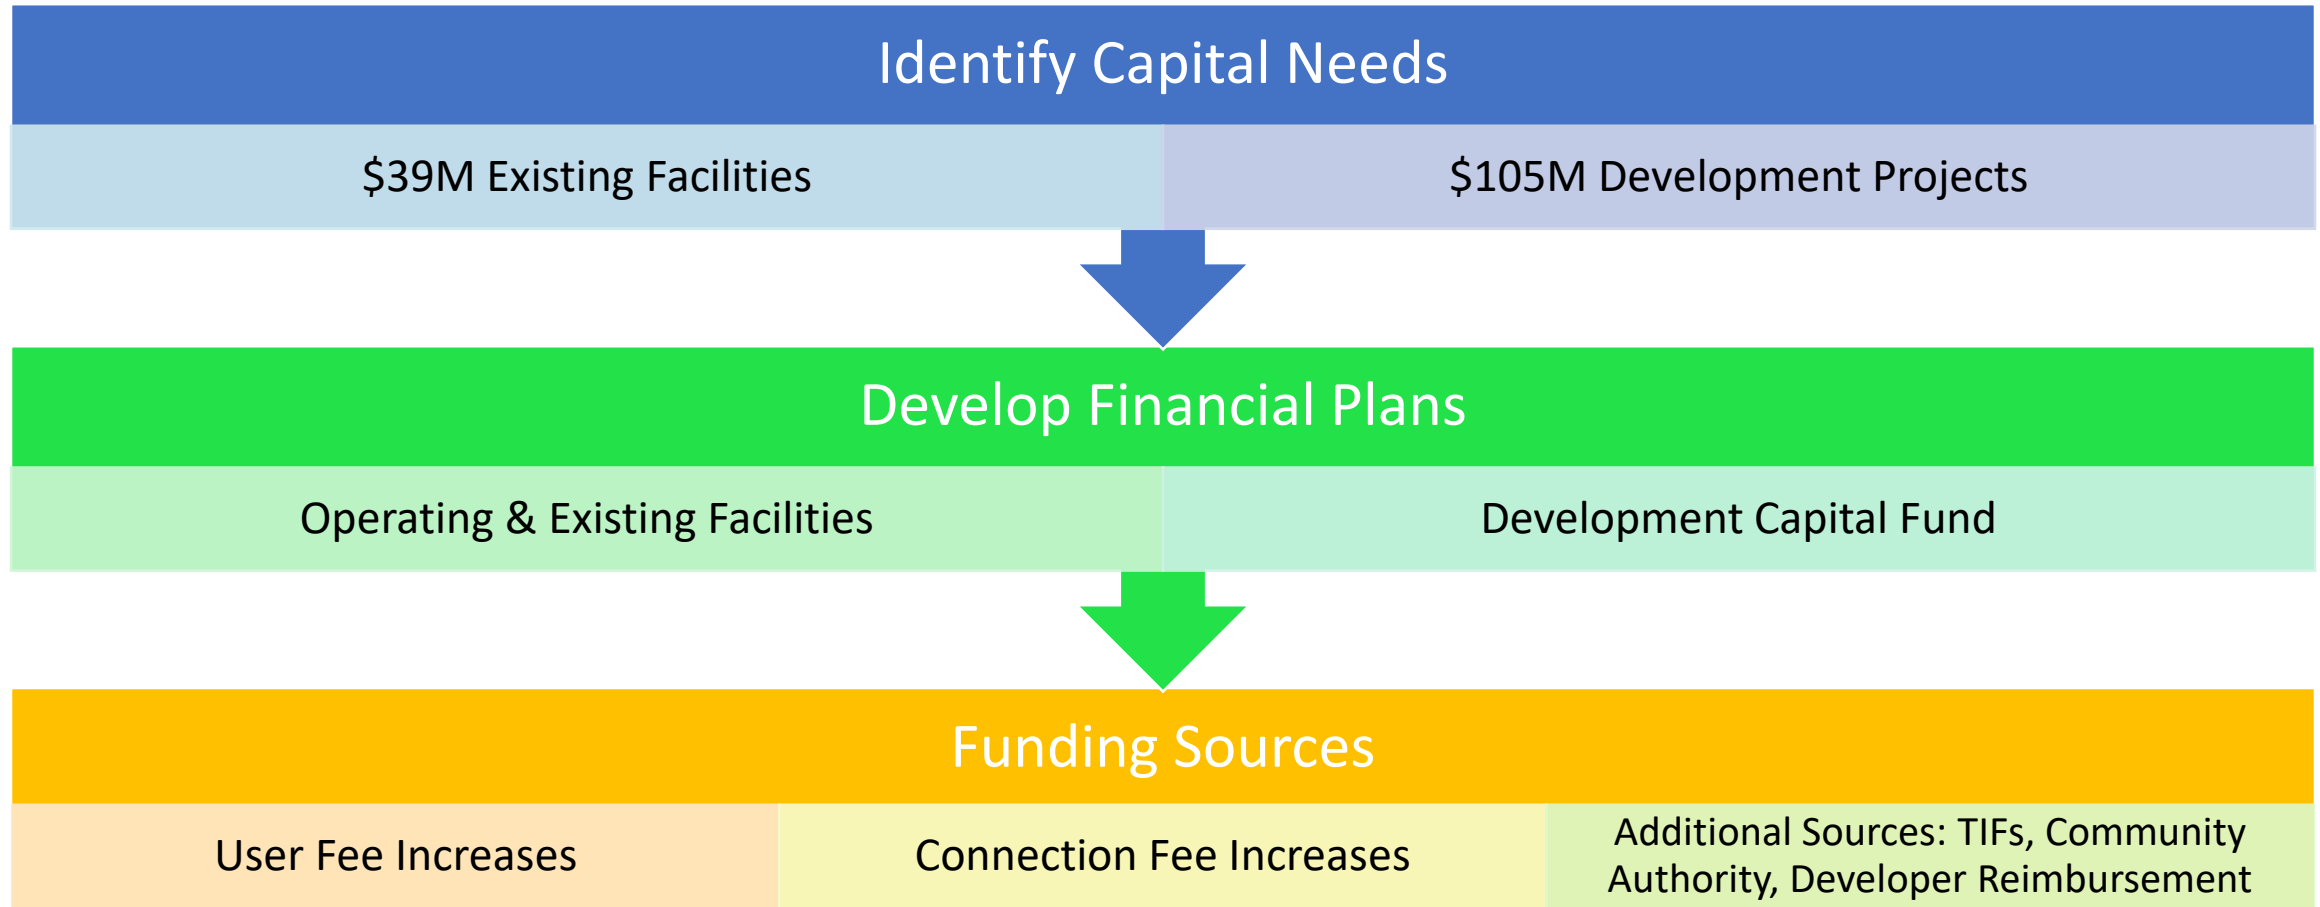 Identify Capital Needs
$39M Existing Facilities
$105M Development Projects
Develop Financial Plans
Operating & Existing Facilities
Development Capital Fund
Funding Sources
User Fee Increases
Connection Fee Increases
Additional Sources: TIFs, Community
Authority, Developer Reimbursement